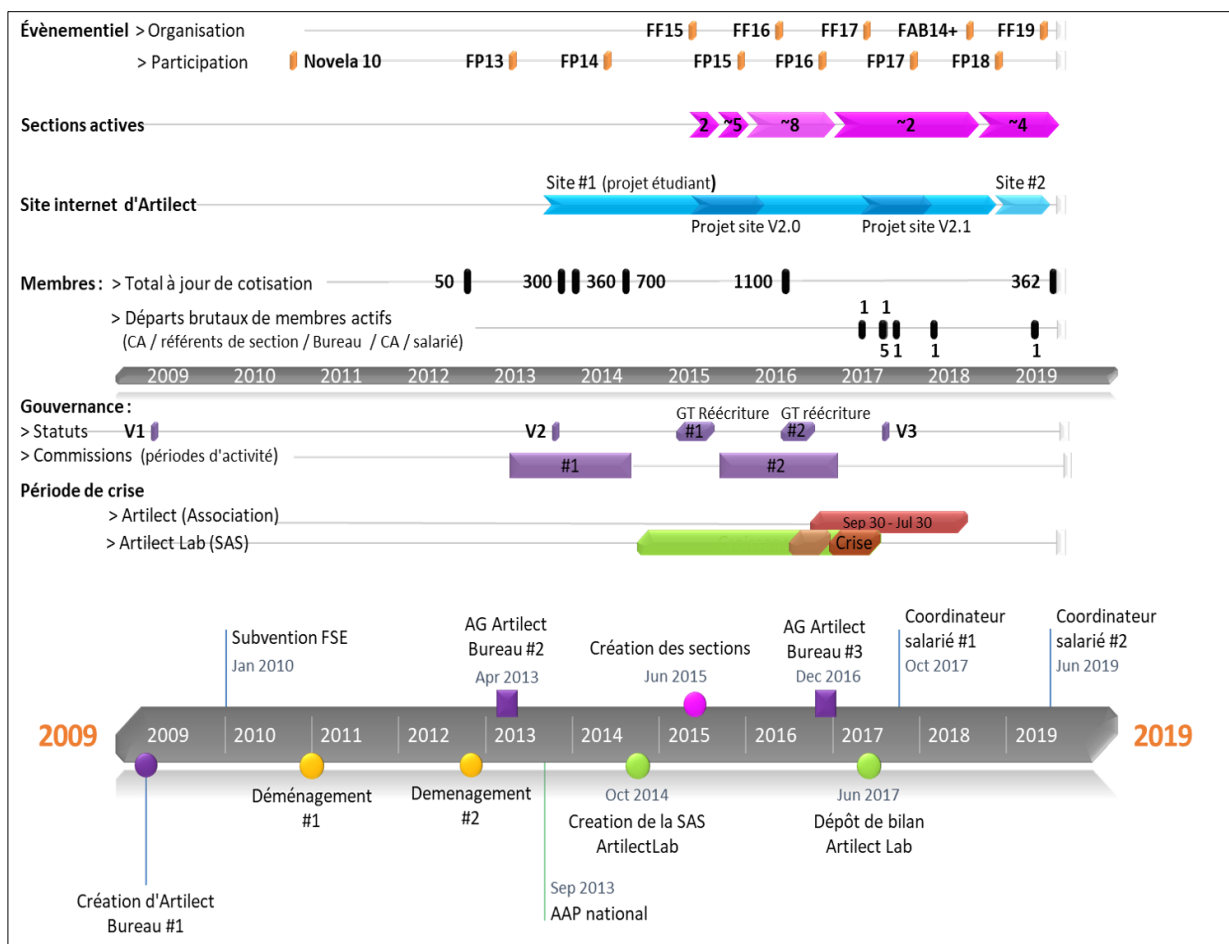 Évènementiel > Organisation FF15 FF16 FF17 FAB14+ FF19
> Participation Novela 10 FP13 FP14 FP15 FP16 FP17 FP18
Sections actives 2 ~5 ~8 ~2 ~4
Site #1 (projet étudiant) Site #2
Site internet d'Artilect
Projet site V2.0 Projet site V2.1
Membres : > Total à jour de cotisation 50 300 360 700 1100 362
1 1
> Départs brutaux de membres actifs
(CA / référents de section / Bureau / CA / salarié) 5 1 1 1
2009 2010 2011 2012 2013 2014 2015 2016 2017 2018 2019
Gouvernance :
GT Réécriture GT réécriture
> Statuts V1 V2 #1 #2 V3
> Commissions (périodes d'activité) #1 #2
Période de crise
> Artilect (Association) Sep 30 - Jul 30
> Artilect Lab (SAS) Crise
Subvention FSE
Jan 2010
AG Artilect
Bureau #2
Apr 2013
Création des sections
Jun 2015
AG Artilect
Bureau #3
Dec 2016
Coordinateur
salarié #1
Oct 2017
Coordinateur
salarié #2
Jun 2019
2009 2009 2010 2011 2012 2013 2014 2015 2016 2017 2018 2019 2019
Déménagement
#1
Demenagement
#2
Oct 2014
Creation de la SAS
ArtilectLab
Jun 2017
Dépôt de bilan
Artilect Lab
Sep 2013
AAP national
Création d'Artilect
Bureau #1